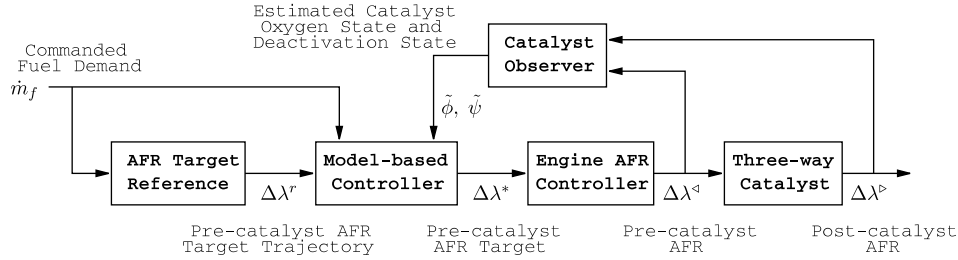 Estimated Catalyst
Oxygen State and
Deactivation State
Catalyst
Observer
Commanded
Fuel Demand
ṁ_f
ϕ̃, ψ̃
AFR Target
Reference
Δλ^r
Model-based
Controller
Δλ^*
Engine AFR
Controller
Δλ^◁
Three-way
Catalyst
Δλ^▷
Pre-catalyst AFR
Target Trajectory
Pre-catalyst
AFR Target
Pre-catalyst
AFR
Post-catalyst
AFR